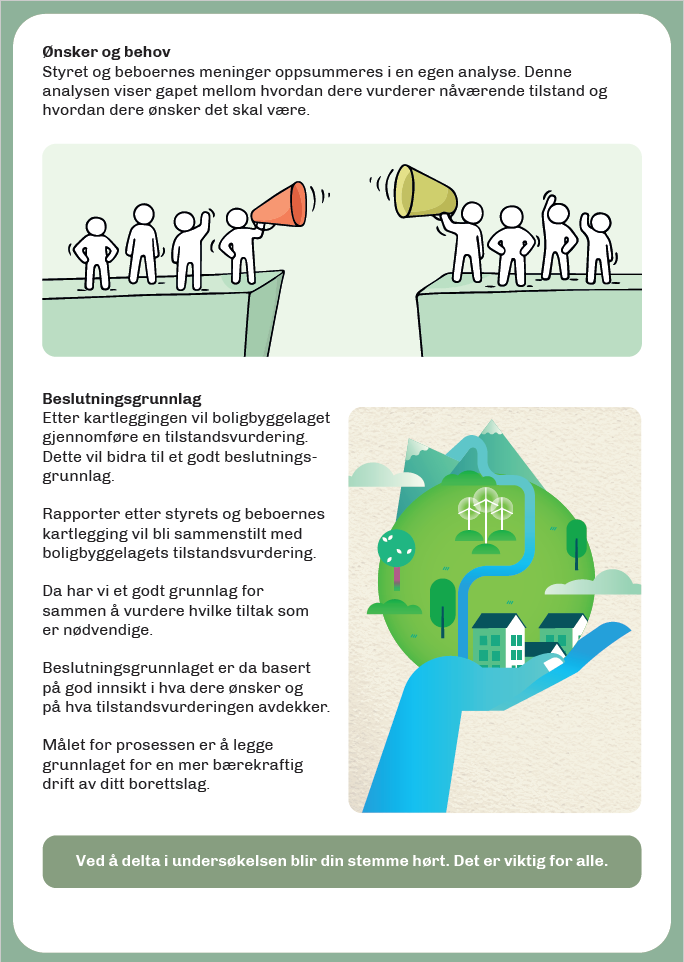 Ønsker og behov
Styret og beboernes meninger oppsummeres i en egen analyse. Denne
analysen viser gapet mellom hvordan dere vurderer nåværende tilstand og
hvordan dere ønsker det skal være.
Beslutningsgrunnlag
Etter kartleggingen vil boligbyggelaget
gjennomføre en tilstandsvurdering.
Dette vil bidra til et godt beslutnings-
grunnlag.
Rapporter etter styrets og beboernes
kartlegging vil bli sammenstilt med
boligbyggelagets tilstandsvurdering.
Da har vi et godt grunnlag for
sammen å vurdere hvilke tiltak som
er nødvendige.
Beslutningsgrunnlaget er da basert
på god innsikt i hva dere ønsker og
på hva tilstandsvurderingen avdekker.
Målet for prosessen er å legge
grunnlaget for en mer bærekraftig
drift av ditt borettslag.
Ved å delta i undersøkelsen blir din stemme hørt. Det er viktig for alle.